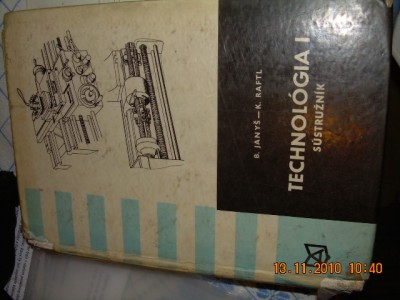 B. JANYŠ — K. RAFTL
TECHNOLÓGIA I
SÚSTRUŽNÍK
13.11.2010 10:40